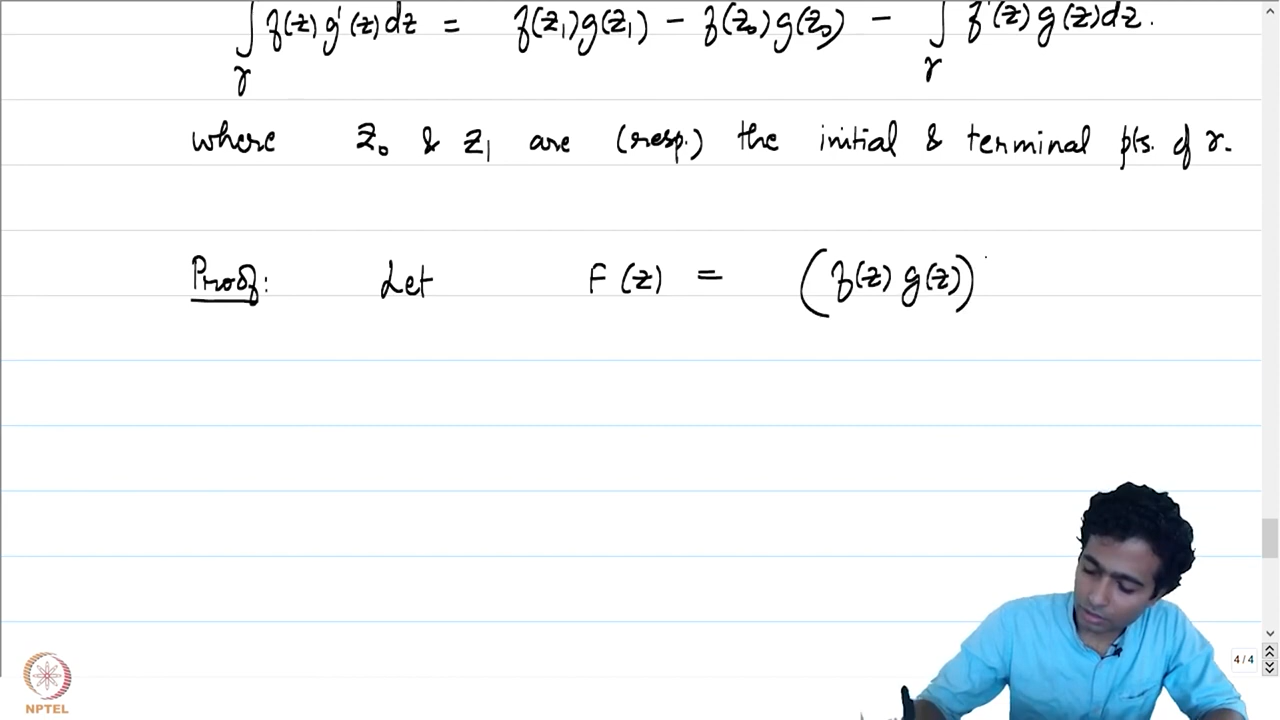 ∫_γ f(z) g'(z) dz = f(z₁)g(z₁) − f(z₀)g(z₀) − ∫_γ f'(z) g(z) dz.
where z₀ & z₁ are (resp.) the initial & terminal pts. of γ.
Proof: Let F(z) = (f(z) g(z))
4 / 4
NPTEL